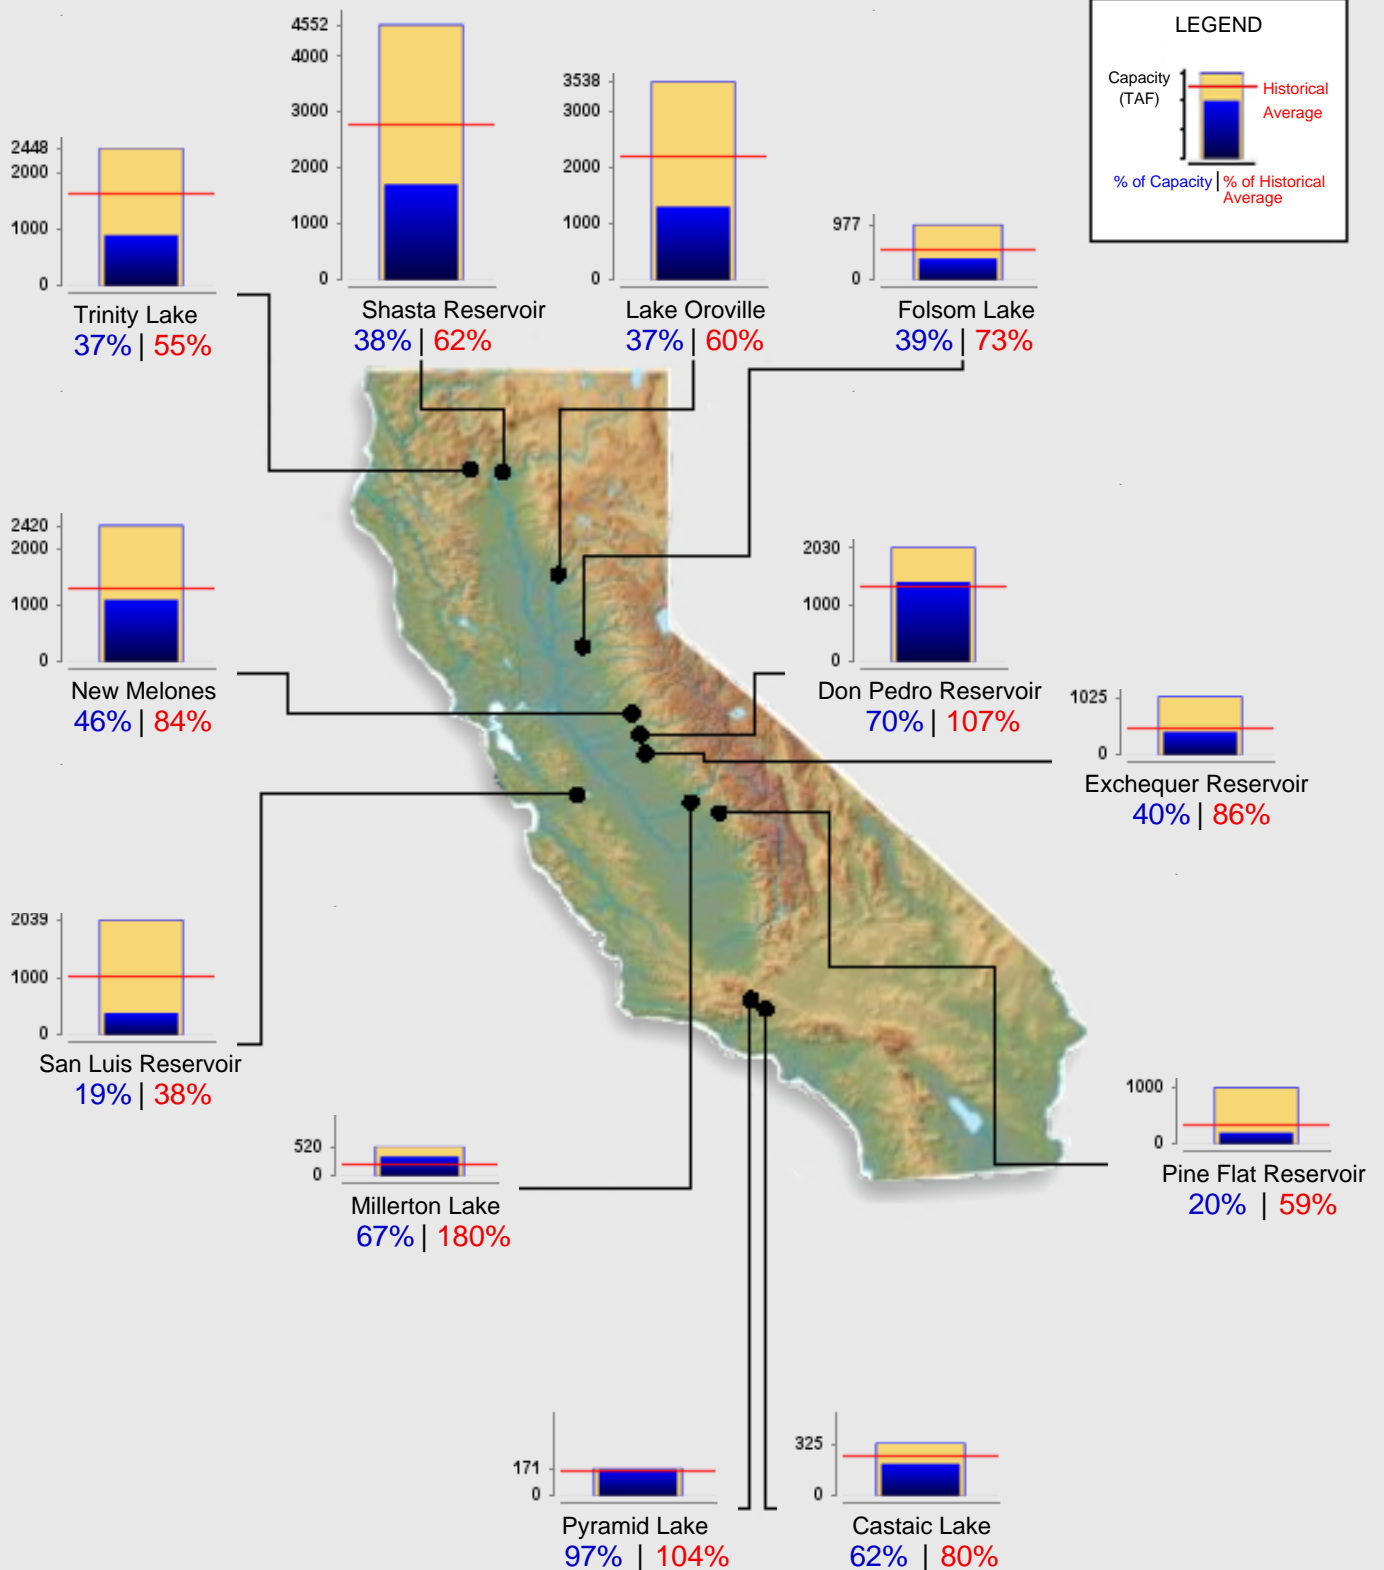 LEGEND
Capacity
(TAF)
Historical
Average
% of Capacity | % of Historical
Average
4552
4000
3000
2000
1000
0
Shasta Reservoir
38% | 62%
3538
3000
2000
1000
0
Lake Oroville
37% | 60%
2448
2000
1000
0
Trinity Lake
37% | 55%
977
0
Folsom Lake
39% | 73%
2420
2000
1000
0
New Melones
46% | 84%
2030
1000
0
Don Pedro Reservoir
70% | 107%
1025
0
Exchequer Reservoir
40% | 86%
2039
1000
0
San Luis Reservoir
19% | 38%
520
0
Millerton Lake
67% | 180%
1000
0
Pine Flat Reservoir
20% | 59%
171
0
Pyramid Lake
97% | 104%
325
0
Castaic Lake
62% | 80%